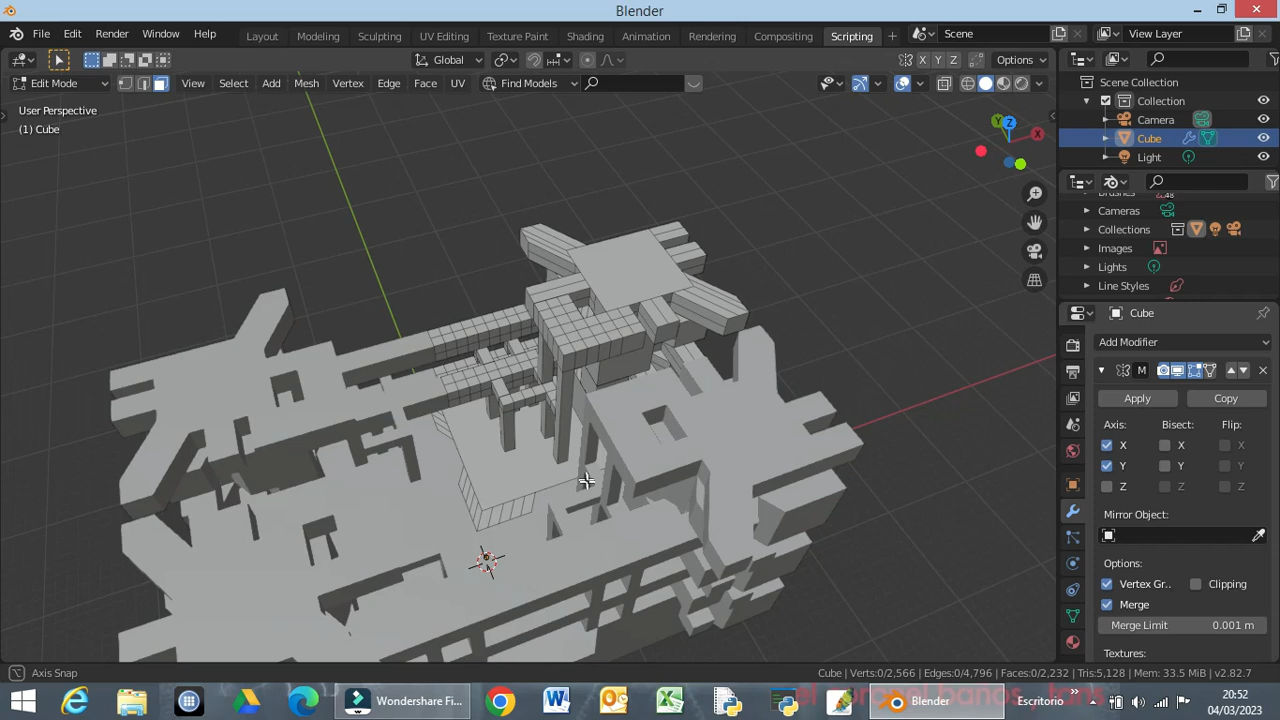 Blender
File Edit Render Window Help Layout Modeling Sculpting UV Editing Texture Paint Shading Animation Rendering Compositing Scripting + Scene View Layer
Global X Y Z Options
Edit Mode View Select Add Mesh Vertex Edge Face UV Find Models
User Perspective
(1) Cube
Z
Y
X
Scene Collection
Collection
Camera
Cube
Light
Cameras
Collections
Images
Lights
Line Styles
Cube
Add Modifier
M
Apply Copy
Axis: Bisect: Flip:
X X X
Y Y Y
Z Z Z
Mirror Object:
Options:
Vertex Gr.. Clipping
Merge
Merge Limit 0.001 m
Textures:
Axis Snap Cube | Verts:0/2,566 | Edges:0/4,796 | Faces:0/2,232 | Tris:5,128 | Mem: 33.5 MiB | v2.82.7
Wondershare Fi... Blender Escritorio » 20:52
04/03/2023